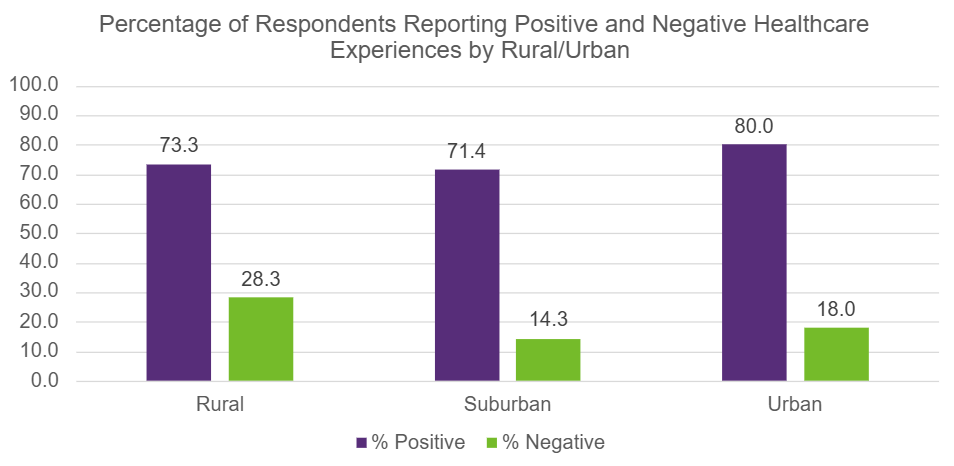 Percentage of Respondents Reporting Positive and Negative Healthcare
Experiences by Rural/Urban
100.0
90.0
80.0
70.0
60.0
50.0
40.0
30.0
20.0
10.0
0.0
73.3
28.3
71.4
14.3
80.0
18.0
Rural
Suburban
Urban
% Positive
% Negative